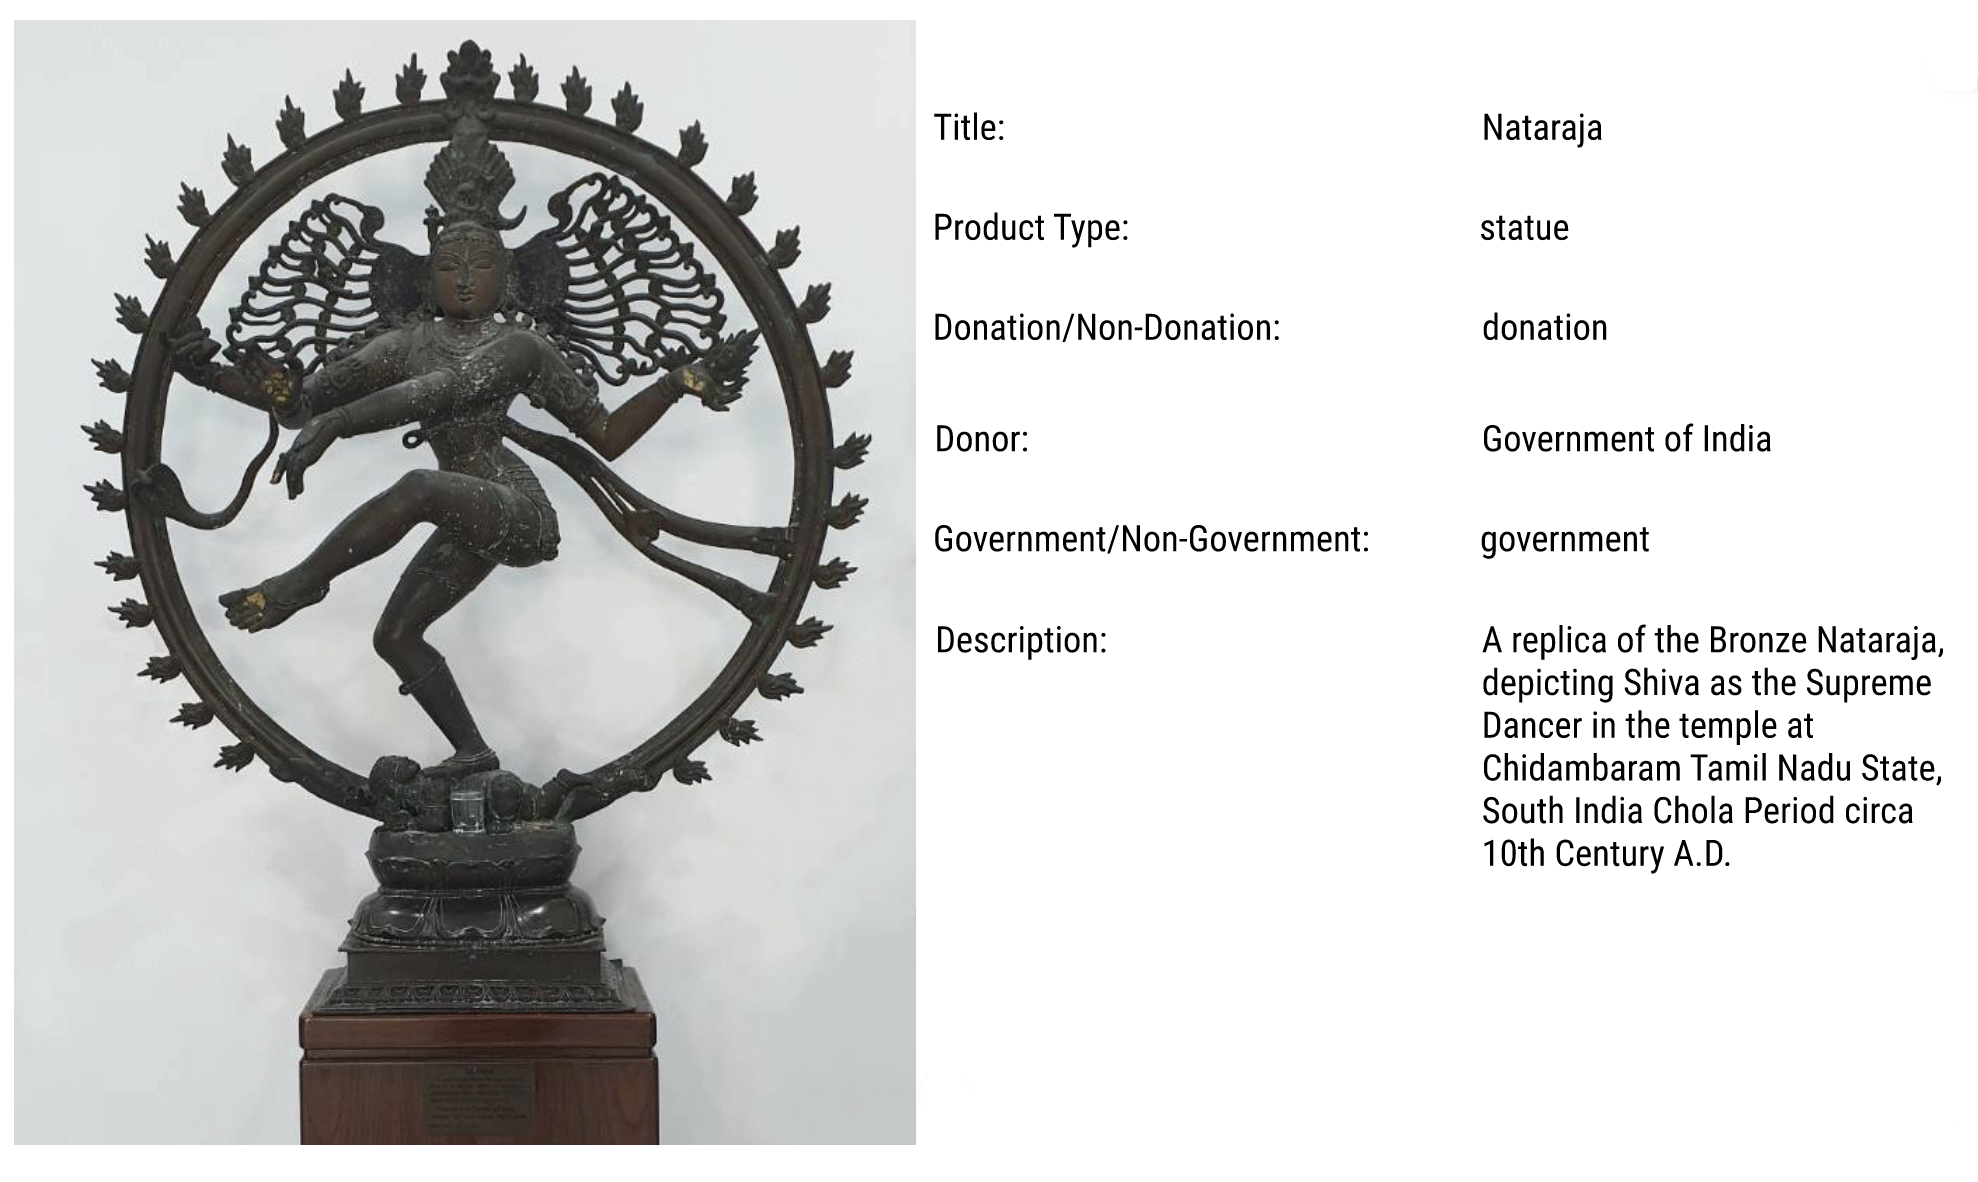 Title: Nataraja
Product Type: statue
Donation/Non-Donation: donation
Donor: Government of India
Government/Non-Government: government
Description: A replica of the Bronze Nataraja,
depicting Shiva as the Supreme
Dancer in the temple at
Chidambaram Tamil Nadu State,
South India Chola Period circa
10th Century A.D.